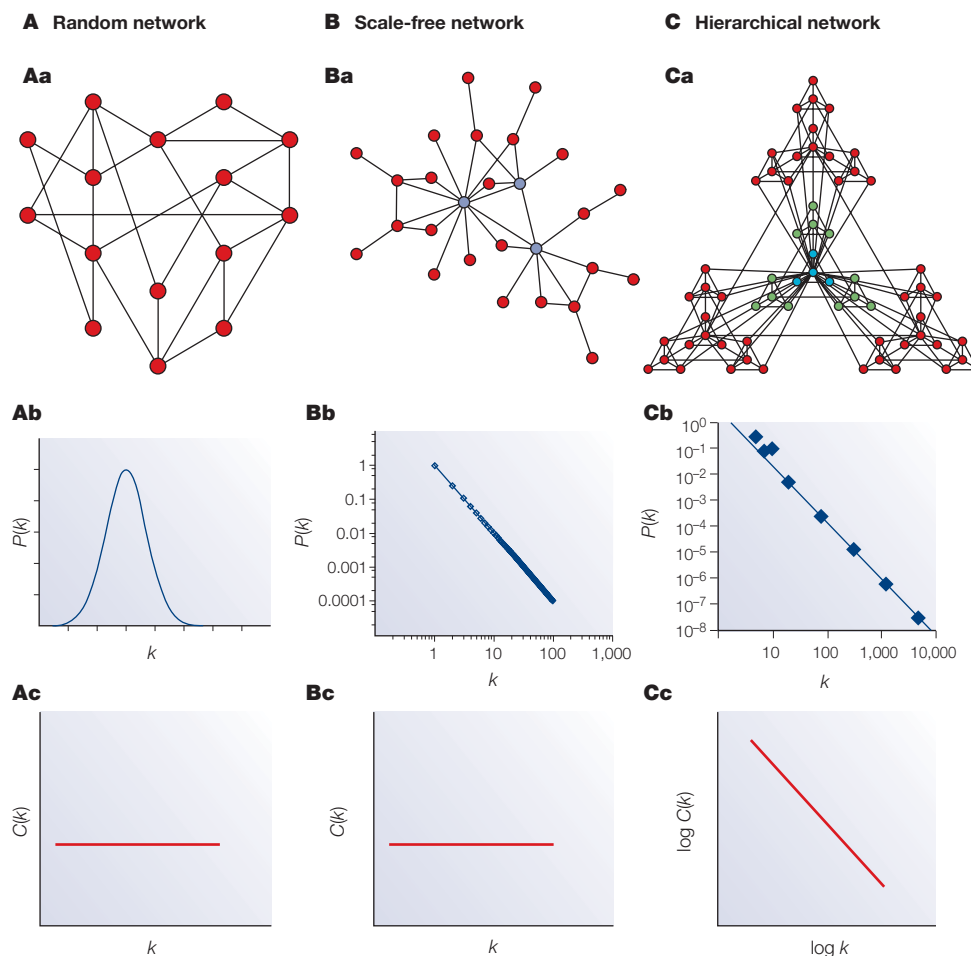 A Random network
B Scale-free network
C Hierarchical network
Aa
Ba
Ca
Ab
P(k)
k
Bb
1
0.1
0.01
0.001
0.0001
P(k)
1
10
100
1,000
k
Cb
10⁰
10⁻¹
10⁻²
10⁻³
10⁻⁴
10⁻⁵
10⁻⁶
10⁻⁷
10⁻⁸
P(k)
10
100
1,000
10,000
k
Ac
C(k)
k
Bc
C(k)
k
Cc
log C(k)
log k